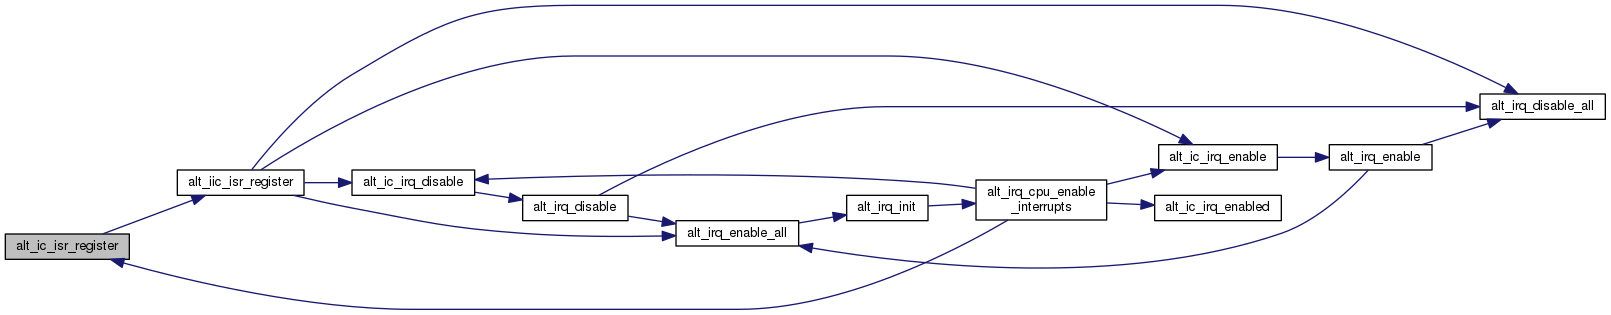 alt_ic_isr_register
alt_iic_isr_register
alt_ic_irq_disable
alt_irq_disable
alt_irq_enable_all
alt_irq_init
alt_irq_cpu_enable
_interrupts
alt_ic_irq_enable
alt_ic_irq_enabled
alt_irq_enable
alt_irq_disable_all